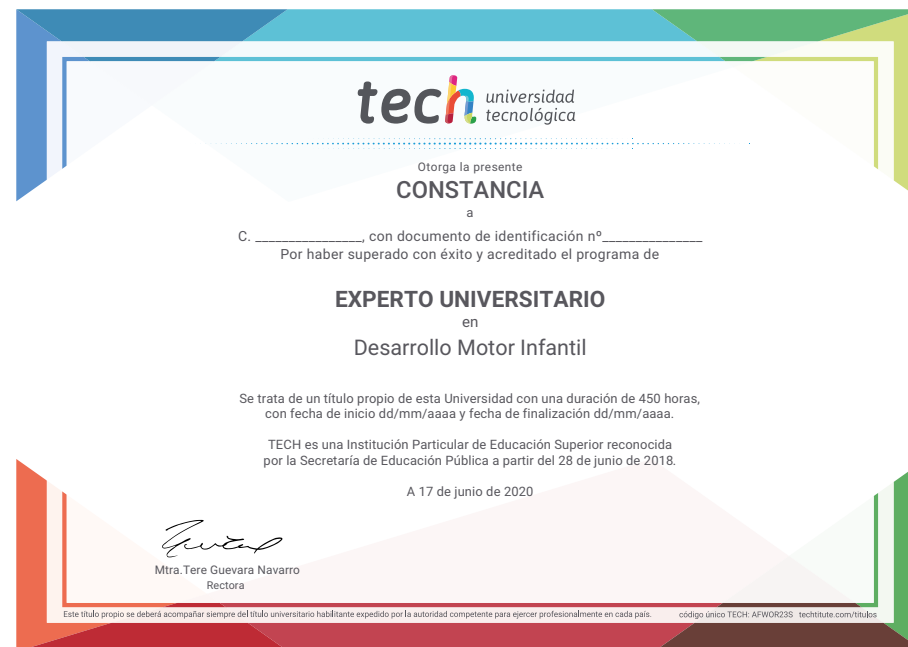 tech universidad
tecnológica
Otorga la presente
CONSTANCIA
a
C. ________________, con documento de identificación nº_______________
Por haber superado con éxito y acreditado el programa de
EXPERTO UNIVERSITARIO
en
Desarrollo Motor Infantil
Se trata de un título propio de esta Universidad con una duración de 450 horas,
con fecha de inicio dd/mm/aaaa y fecha de finalización dd/mm/aaaa.
TECH es una Institución Particular de Educación Superior reconocida
por la Secretaría de Educación Pública a partir del 28 de junio de 2018.
A 17 de junio de 2020
Mtra.Tere Guevara Navarro
Rectora
Este título propio se deberá acompañar siempre del título universitario habilitante expedido por la autoridad competente para ejercer profesionalmente en cada país. código único TECH: AFWOR23S techtitute.com/titulos